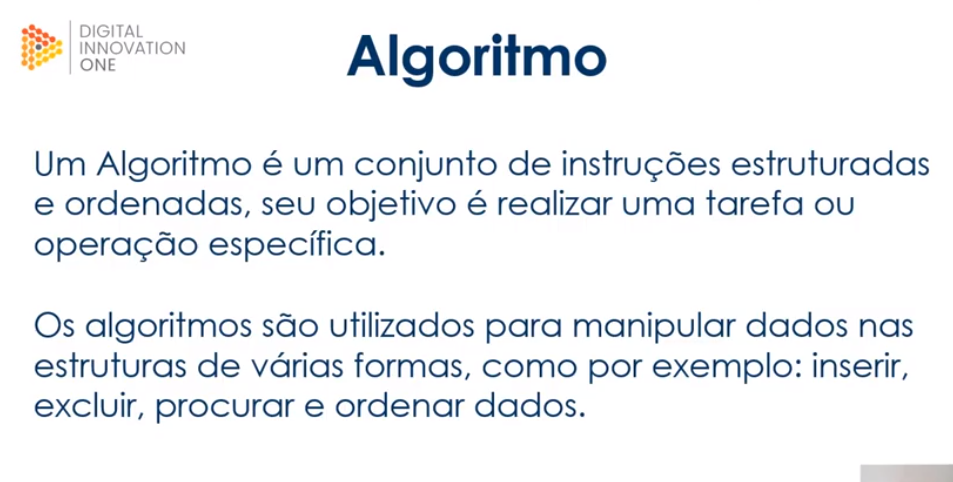 DIGITAL
INNOVATION
ONE
Algoritmo
Um Algoritmo é um conjunto de instruções estruturadas
e ordenadas, seu objetivo é realizar uma tarefa ou
operação específica.
Os algoritmos são utilizados para manipular dados nas
estruturas de várias formas, como por exemplo: inserir,
excluir, procurar e ordenar dados.